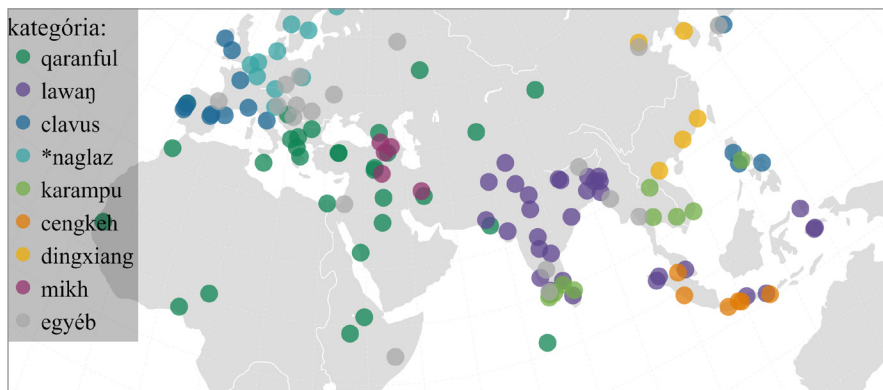 kategória:
qaranful
lawaŋ
clavus
*naglaz
karampu
cengkeh
dingxiang
mikh
egyéb